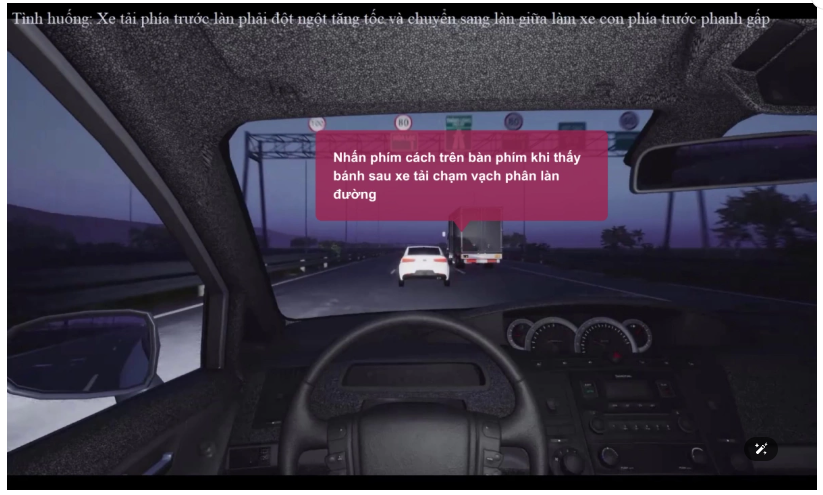 Tình huống: Xe tải phía trước làn phải đột ngột tăng tốc và chuyển sang làn giữa làm xe con phía trước phanh gấp
80
Nhấn phím cách trên bàn phím khi thấy
bánh sau xe tải chạm vạch phân làn
đường